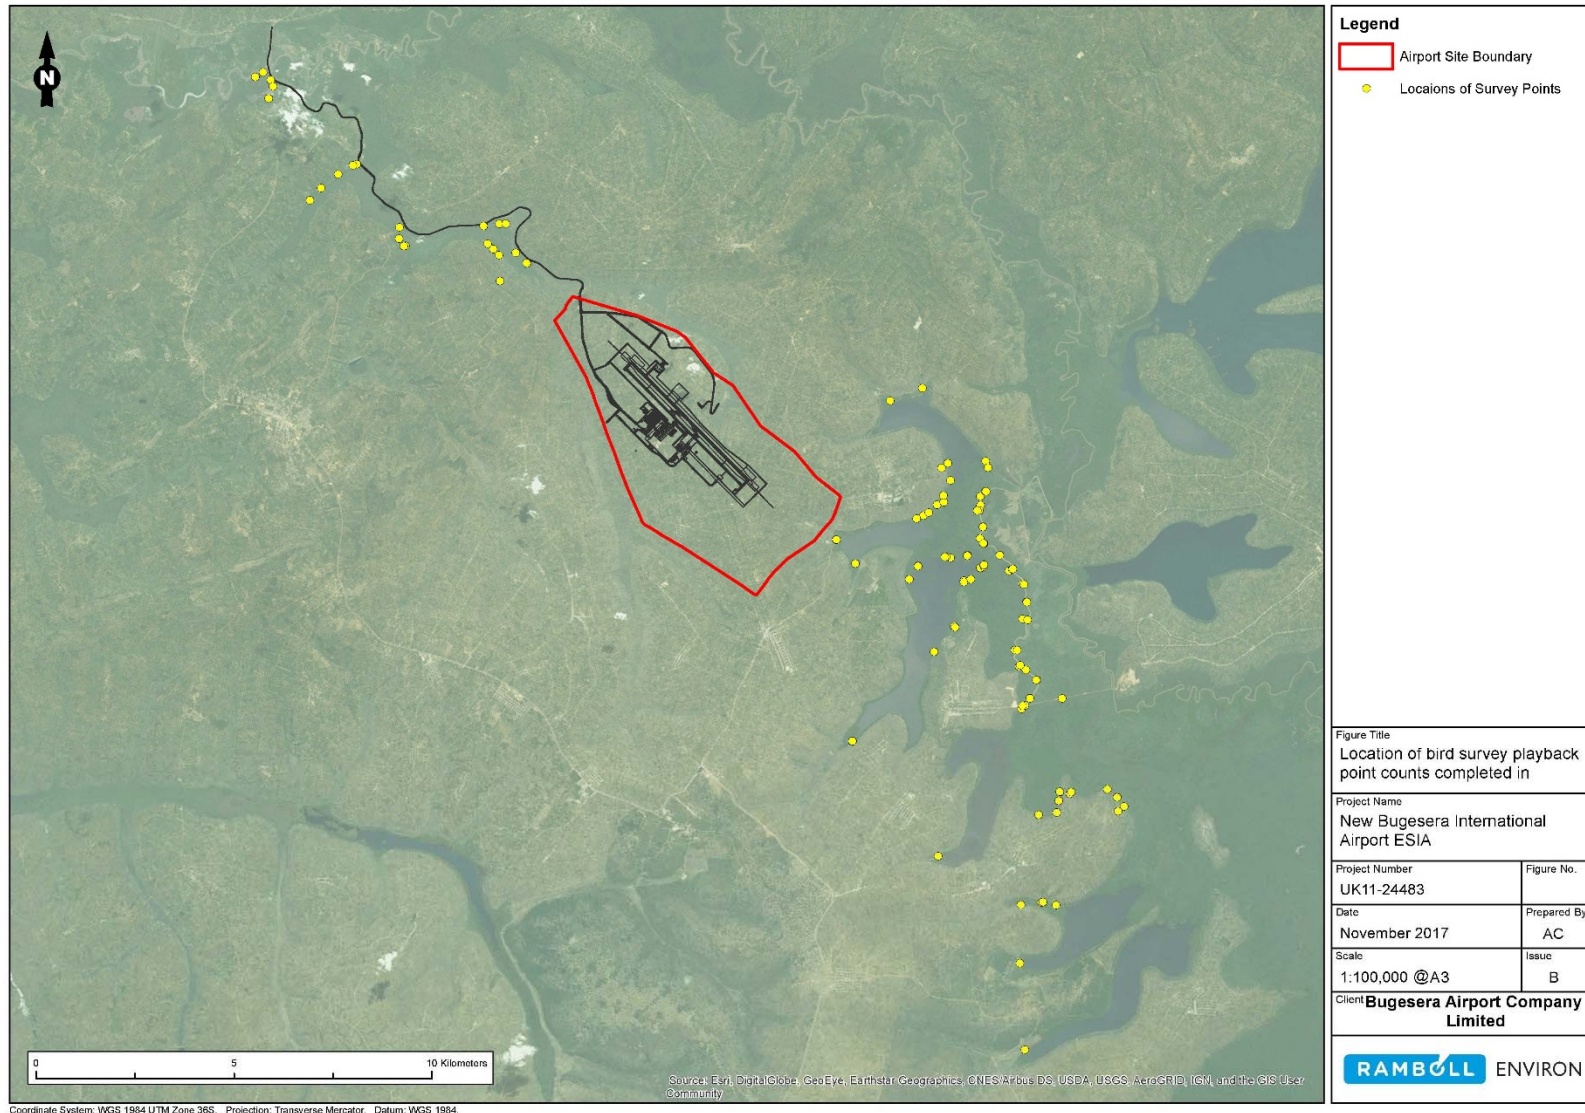 N
Legend
Airport Site Boundary
Locaions of Survey Points
Figure Title
Location of bird survey playback
point counts completed in
Project Name
New Bugesera International
Airport ESIA
Project Number
UK11-24483
Figure No.
Date
November 2017
Prepared By
AC
Scale
1:100,000 @A3
Issue
B
Client Bugesera Airport Company
Limited
RAMBOLL ENVIRON
0 5 10 Kilometers
Source: Esri, DigitalGlobe, GeoEye, Earthstar Geographics, CNES/Airbus DS, USDA, USGS, AeroGRID, IGN, and the GIS User
Community
Coordinate System: WGS 1984 UTM Zone 36S. Projection: Transverse Mercator. Datum: WGS 1984.